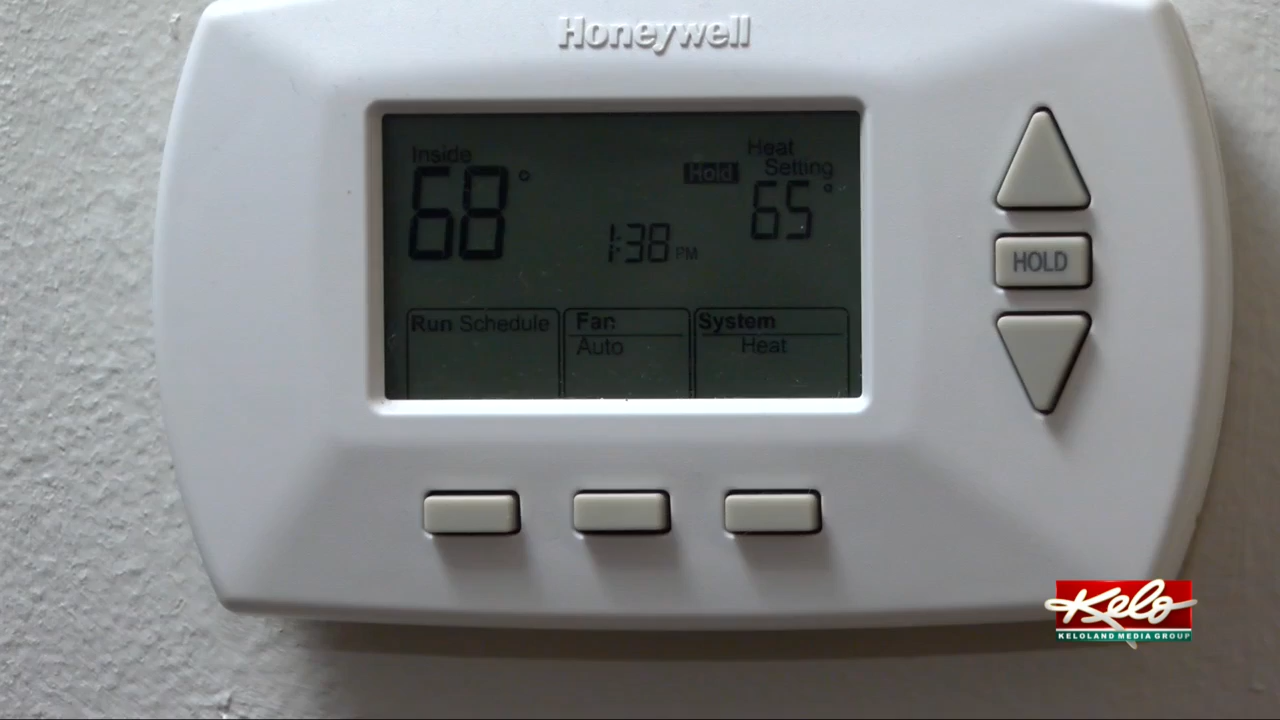 Honeywell
Inside
68°
Hold
Heat
Setting
65°
1:38 PM
Run Schedule
Fan
Auto
System
Heat
HOLD
Kelo
KELOLAND MEDIA GROUP